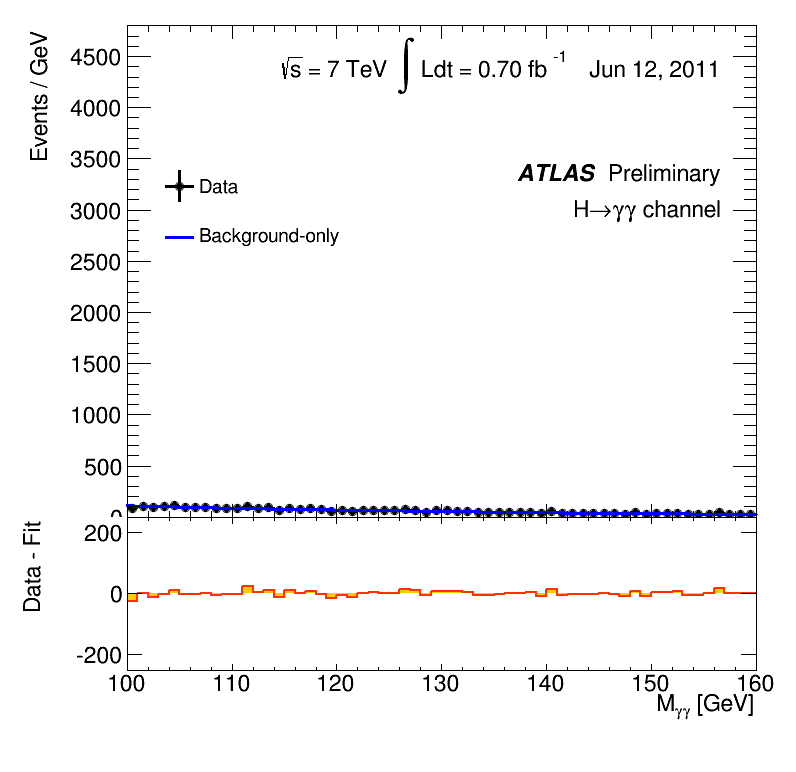 Events / GeV
4500
4000
3500
3000
2500
2000
1500
1000
500
0
√s = 7 TeV ∫ Ldt = 0.70 fb⁻¹ Jun 12, 2011
ATLAS Preliminary
H→γγ channel
Data
Background-only
Data - Fit
200
0
-200
100 110 120 130 140 150 160
Mγγ [GeV]